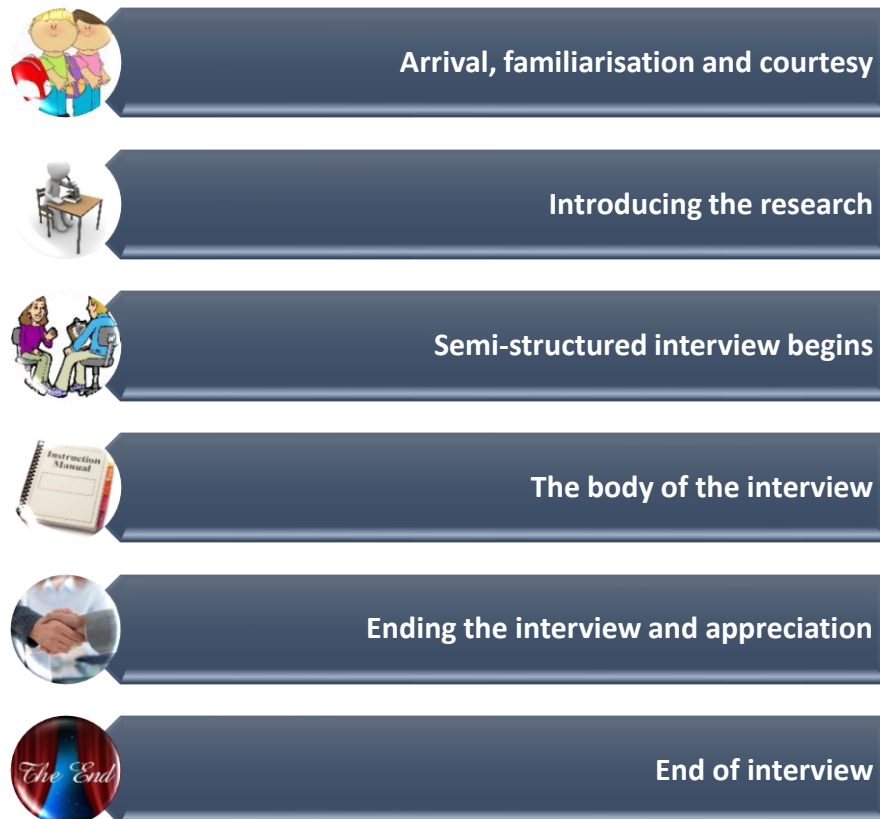 Arrival, familiarisation and courtesy
Introducing the research
Semi-structured interview begins
Instruction
Manual
The body of the interview
Ending the interview and appreciation
The End
End of interview